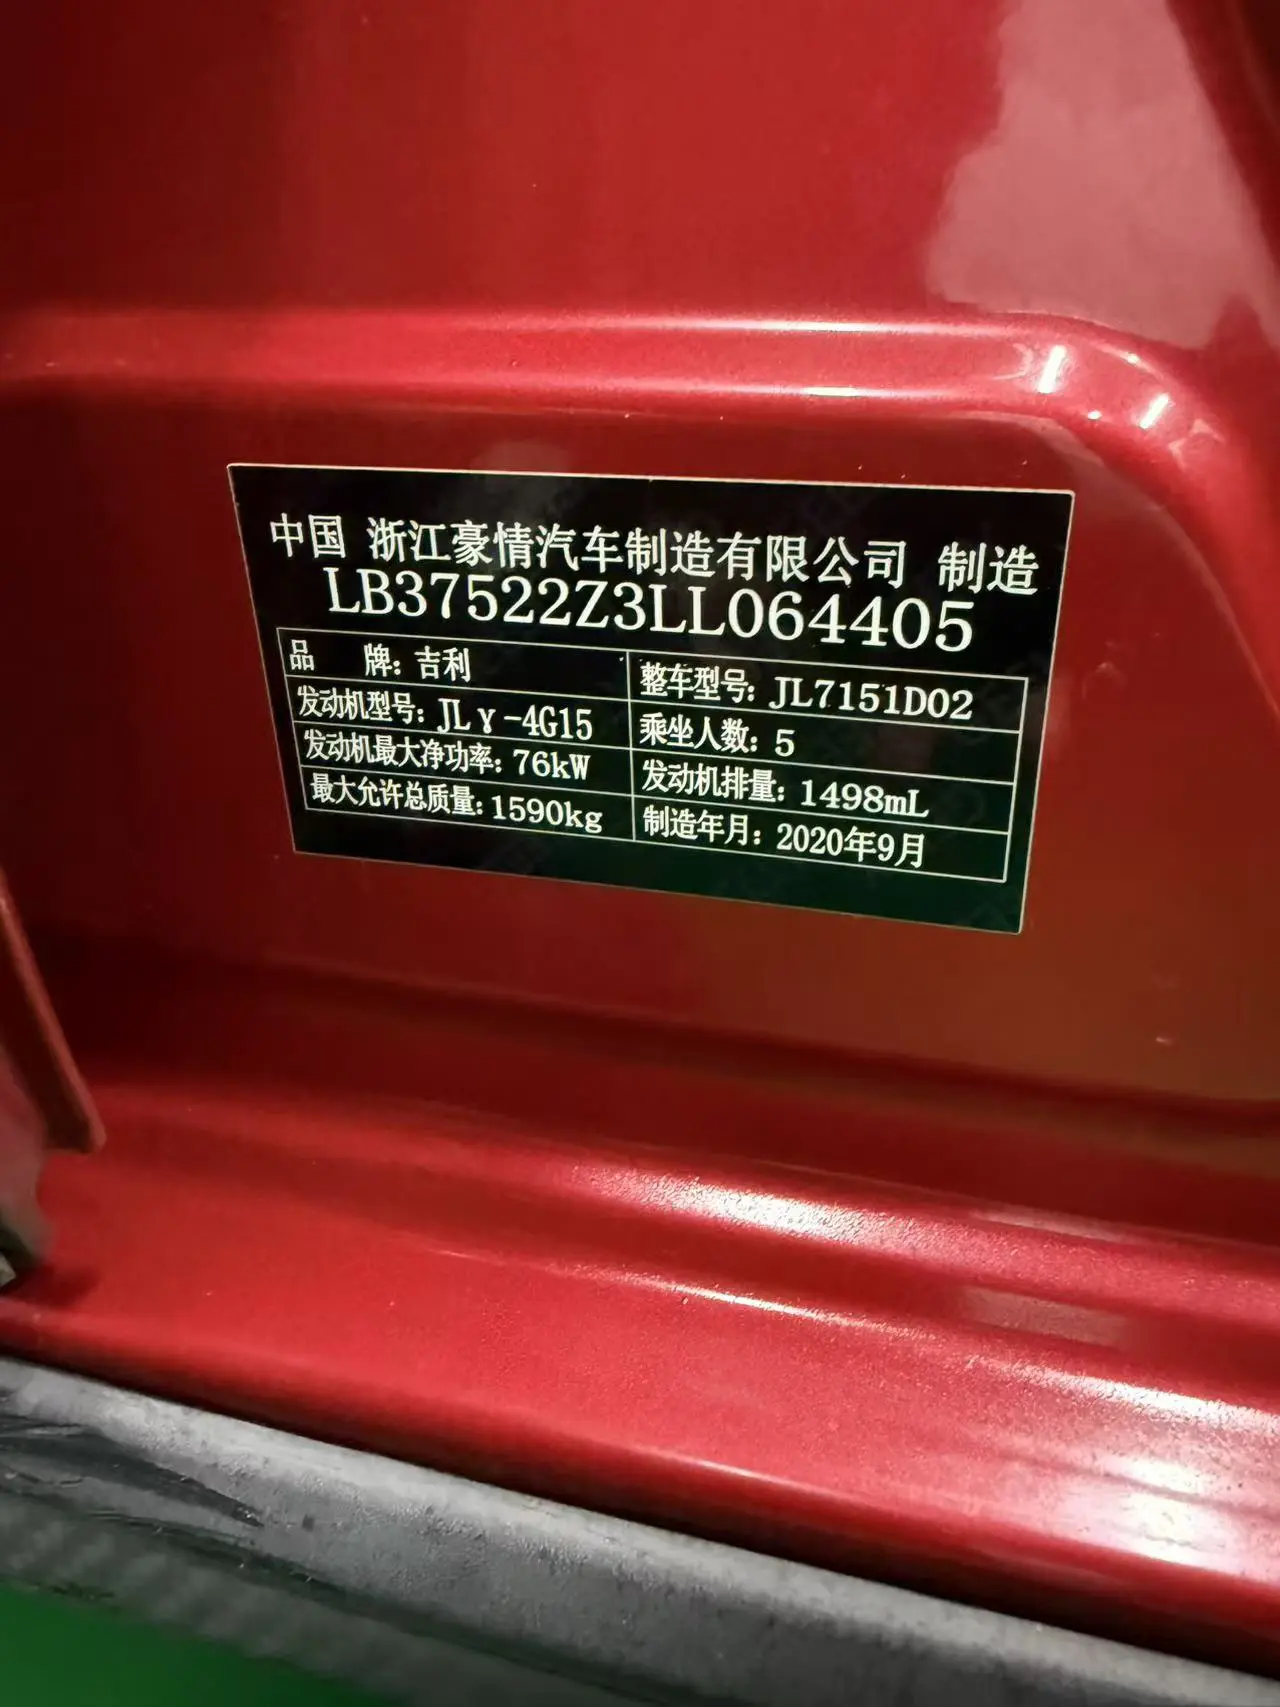 中国 浙江豪情汽车制造有限公司 制造
LB37522Z3LL064405
品 牌:吉利 整车型号:JL7151D02
发动机型号:JLγ-4G15 乘坐人数:5
发动机最大净功率:76kW 发动机排量:1498mL
最大允许总质量:1590kg 制造年月:2020年9月